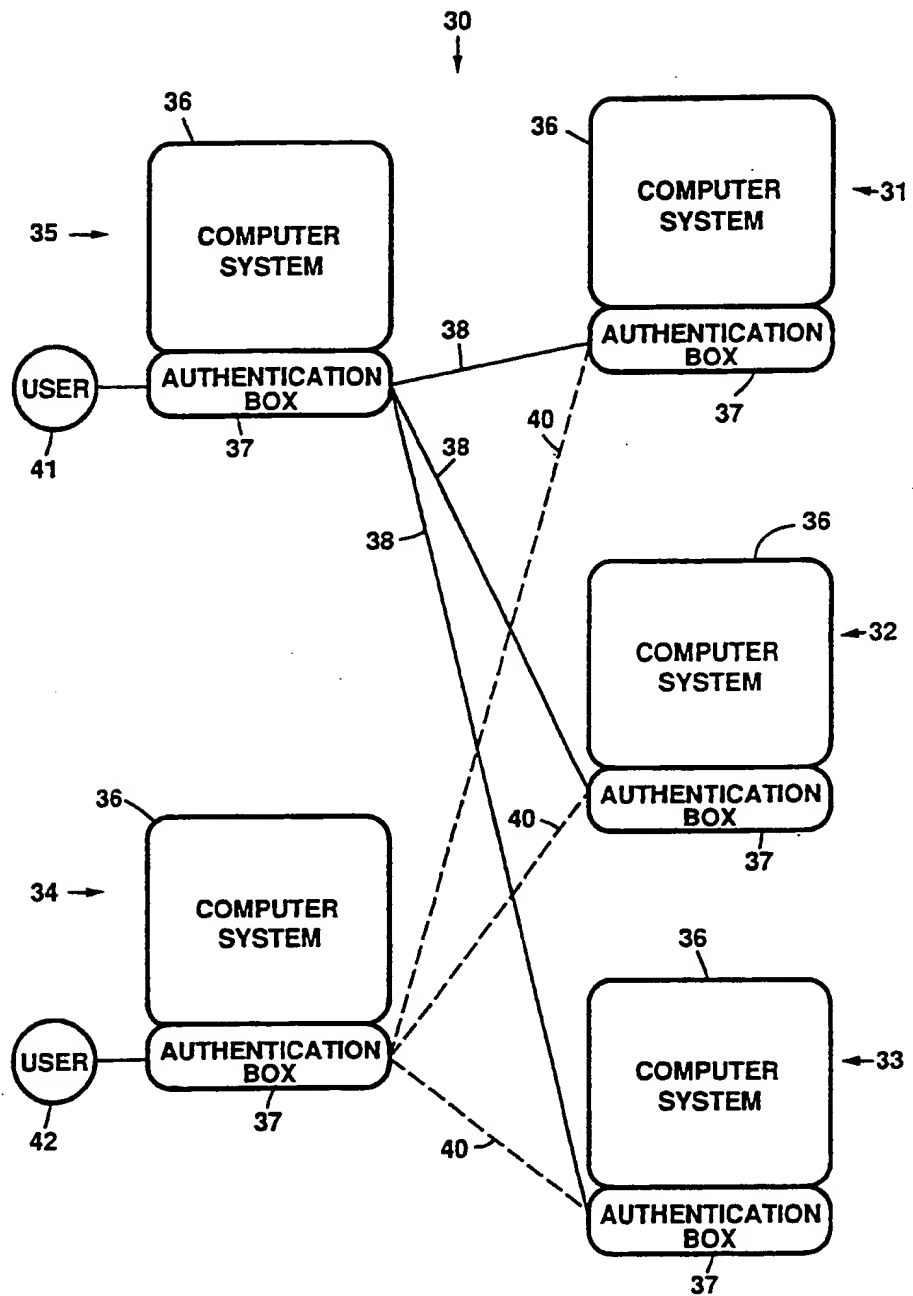 30
36
36
COMPUTER
SYSTEM
31
35
COMPUTER
SYSTEM
38
AUTHENTICATION
BOX
USER
AUTHENTICATION
BOX
37
40
41
37
38
38
36
COMPUTER
SYSTEM
32
36
AUTHENTICATION
BOX
40
37
34
COMPUTER
SYSTEM
36
USER
AUTHENTICATION
BOX
COMPUTER
SYSTEM
33
42
37
40
AUTHENTICATION
BOX
37